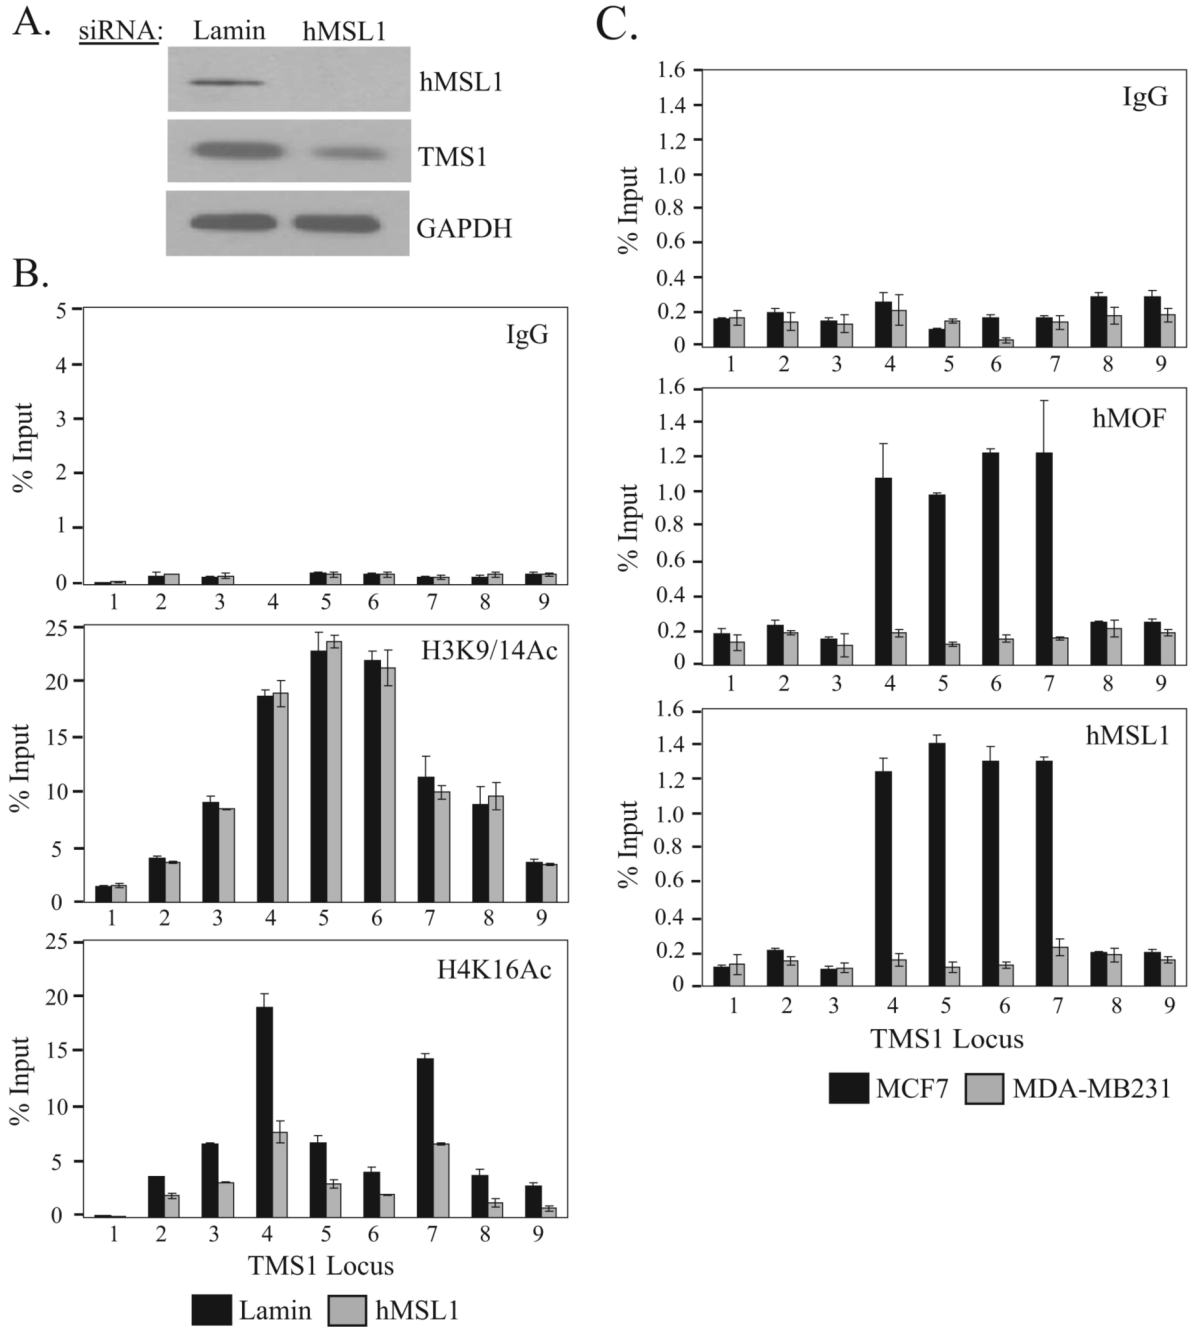 A.
siRNA: Lamin hMSL1
hMSL1
TMS1
GAPDH
B.
5
4
3
2
1
0
% Input
IgG
1 2 3 4 5 6 7 8 9
25
20
15
10
5
0
% Input
H3K9/14Ac
1 2 3 4 5 6 7 8 9
25
20
15
10
5
0
% Input
H4K16Ac
1 2 3 4 5 6 7 8 9
TMS1 Locus
Lamin hMSL1
C.
1.6
1.4
1.2
1.0
0.8
0.6
0.4
0.2
0
% Input
IgG
1 2 3 4 5 6 7 8 9
1.6
1.4
1.2
1.0
0.8
0.6
0.4
0.2
0
% Input
hMOF
1 2 3 4 5 6 7 8 9
1.6
1.4
1.2
1.0
0.8
0.6
0.4
0.2
0
% Input
hMSL1
1 2 3 4 5 6 7 8 9
TMS1 Locus
MCF7 MDA-MB231